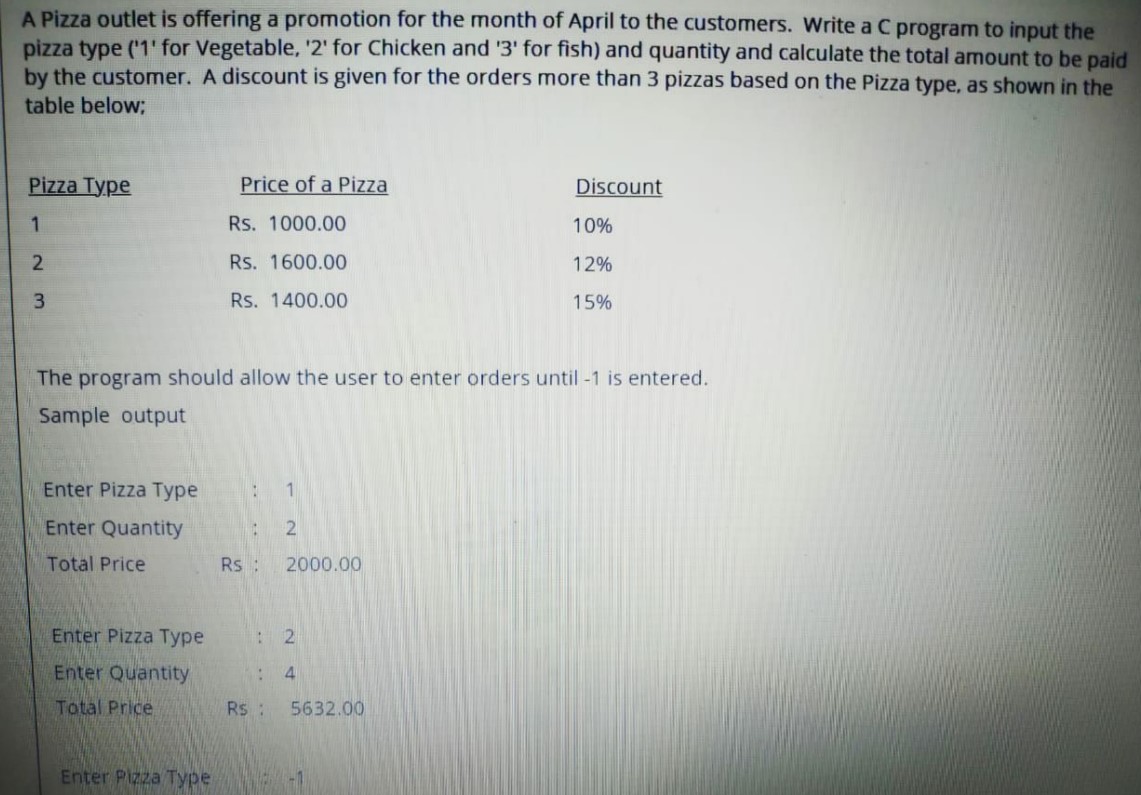 A Pizza outlet is offering a promotion for the month of April to the customers. Write a C program to input the
pizza type ('1' for Vegetable, '2' for Chicken and '3' for fish) and quantity and calculate the total amount to be paid
by the customer. A discount is given for the orders more than 3 pizzas based on the Pizza type, as shown in the
table below;
Pizza Type Price of a Pizza Discount
1 Rs. 1000.00 10%
2 Rs. 1600.00 12%
3 Rs. 1400.00 15%
The program should allow the user to enter orders until -1 is entered.
Sample output
Enter Pizza Type : 1
Enter Quantity : 2
Total Price Rs : 2000.00
Enter Pizza Type : 2
Enter Quantity : 4
Total Price Rs : 5632.00
Enter Pizza Type : -1